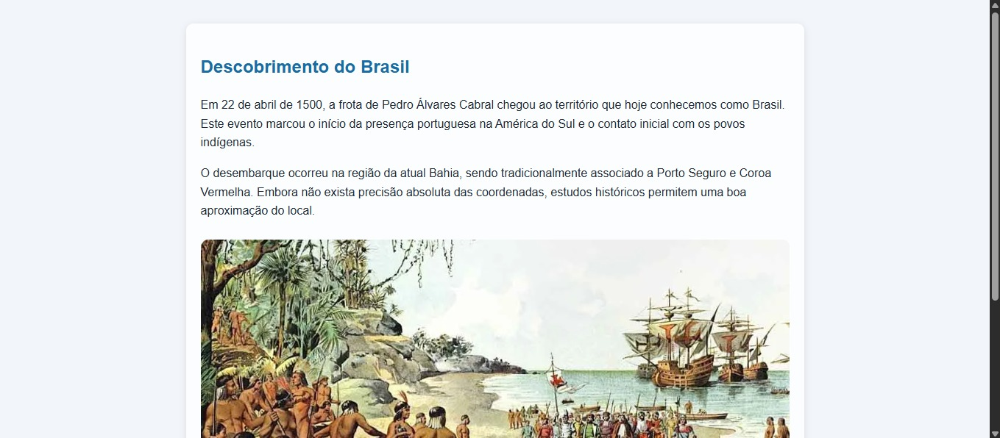 Descobrimento do Brasil
Em 22 de abril de 1500, a frota de Pedro Álvares Cabral chegou ao território que hoje conhecemos como Brasil.
Este evento marcou o início da presença portuguesa na América do Sul e o contato inicial com os povos
indígenas.
O desembarque ocorreu na região da atual Bahia, sendo tradicionalmente associado a Porto Seguro e Coroa
Vermelha. Embora não exista precisão absoluta das coordenadas, estudos históricos permitem uma boa
aproximação do local.